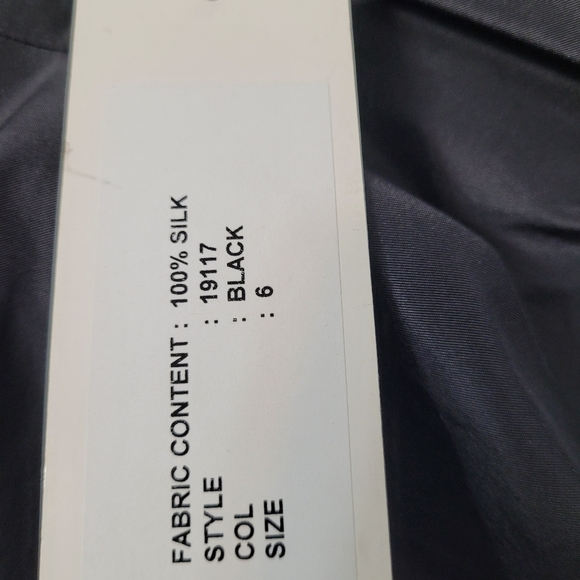 FABRIC CONTENT : 100% SILK
STYLE : 19117
COL : BLACK
SIZE : 6